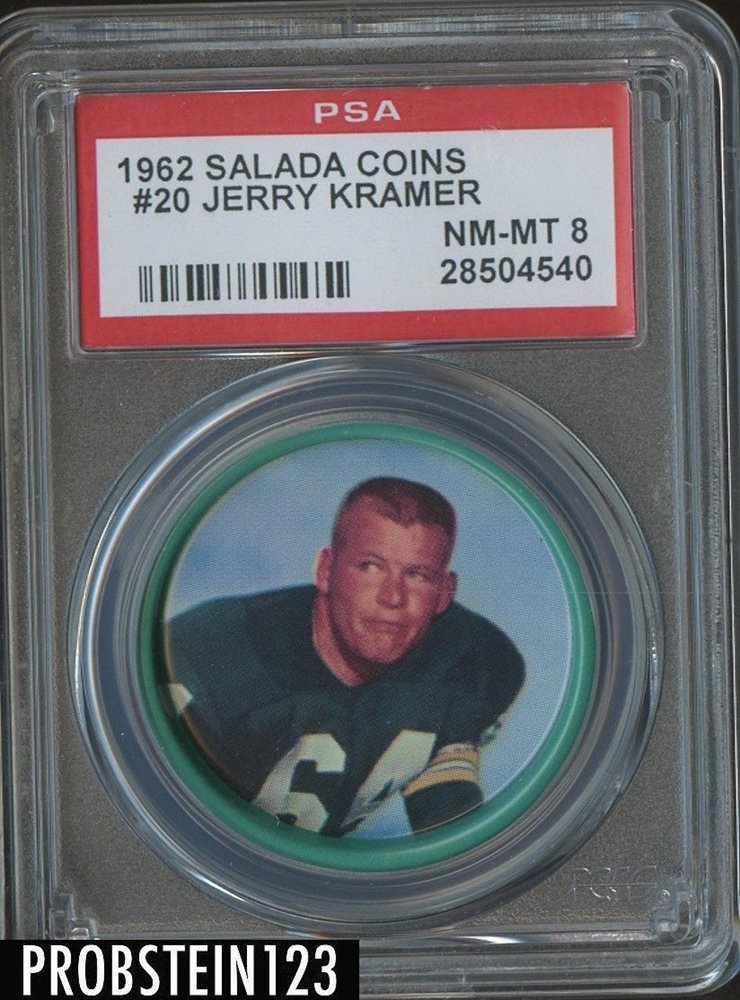 PSA
1962 SALADA COINS
#20 JERRY KRAMER
NM-MT 8
28504540
64
PROBSTEIN123